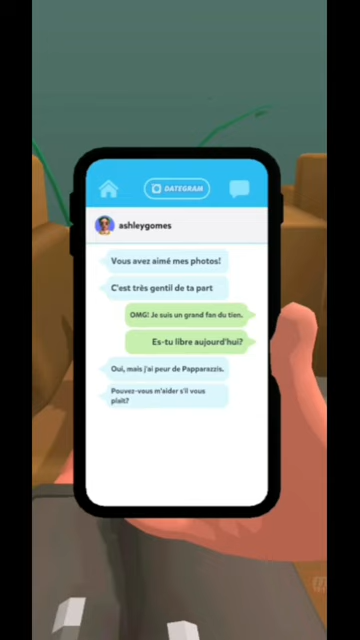 DATEGRAM
ashleygomes
Vous avez aimé mes photos!
C'est très gentil de ta part
OMG! Je suis un grand fan du tien.
Es-tu libre aujourd'hui?
Oui, mais j'ai peur de Papparazzis.
Pouvez-vous m'aider s'il vous
plaît?